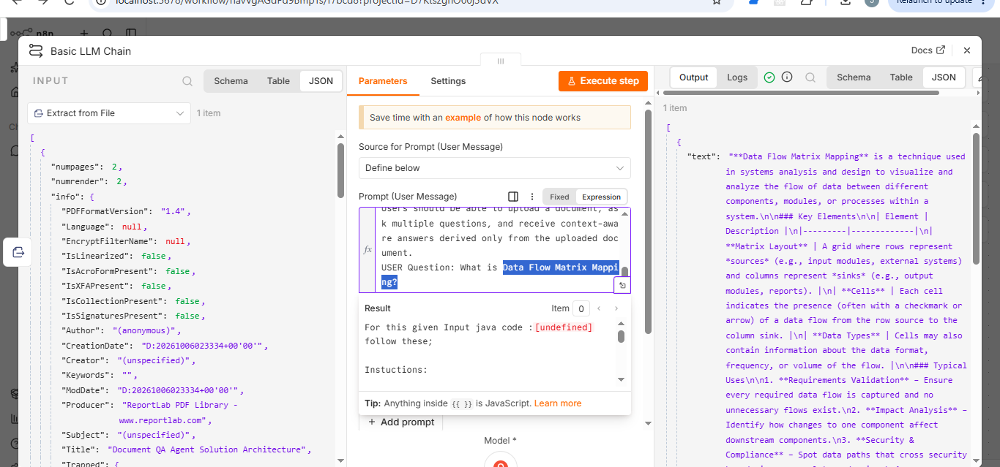 Relaunch to update
n8n
Basic LLM Chain
Docs
INPUT
Schema
Table
JSON
Parameters
Settings
Execute step
Output
Logs
Schema
Table
JSON
Extract from File
1 item
[
{
"numpages": 2,
"numrender": 2,
"info": {
"PDFFormatVersion": "1.4",
"Language": null,
"EncryptFilterName": null,
"IsLinearized": false,
"IsAcroFormPresent": false,
"IsXFAPresent": false,
"IsCollectionPresent": false,
"IsSignaturesPresent": false,
"Author": "(anonymous)",
"CreationDate": "D:20261006023334+00'00'",
"Creator": "(unspecified)",
"Keywords": "",
"ModDate": "D:20261006023334+00'00'",
"Producer": "ReportLab PDF Library -
www.reportlab.com",
"Subject": "(unspecified)",
"Title": "Document QA Agent Solution Architecture",
"Trapped": {
Save time with an example of how this node works
Source for Prompt (User Message)
Define below
Prompt (User Message)
Fixed
Expression
fx
Users should be able to upload a document, as
k multiple questions, and receive context-awa
re answers derived only from the uploaded doc
ument.
USER Question: What is Data Flow Matrix Mappi
ng?
Result
Item 0
For this given Input java code :[undefined]
follow these;
Instuctions:
Tip: Anything inside {{ }} is JavaScript. Learn more
+ Add prompt
Model *
1 item
[
{
"text": "**Data Flow Matrix Mapping** is a technique used
in systems analysis and design to visualize and
analyze the flow of data between different
components, modules, or processes within a
system.\n\n### Key Elements\n\n| Element |
Description |\n|---------|-------------|\n|
**Matrix Layout** | A grid where rows represent
*sources* (e.g., input modules, external systems)
and columns represent *sinks* (e.g., output
modules, reports). |\n| **Cells** | Each cell
indicates the presence (often with a checkmark or
arrow) of a data flow from the row source to the
column sink. |\n| **Data Types** | Cells may also
contain information about the data format,
frequency, or volume of the flow. |\n\n### Typical
Uses\n\n1. **Requirements Validation** – Ensure
every required data flow is captured and no
unnecessary flows exist.\n2. **Impact Analysis** –
Identify how changes to one component affect
downstream components.\n3. **Security &
Compliance** – Spot data paths that cross security